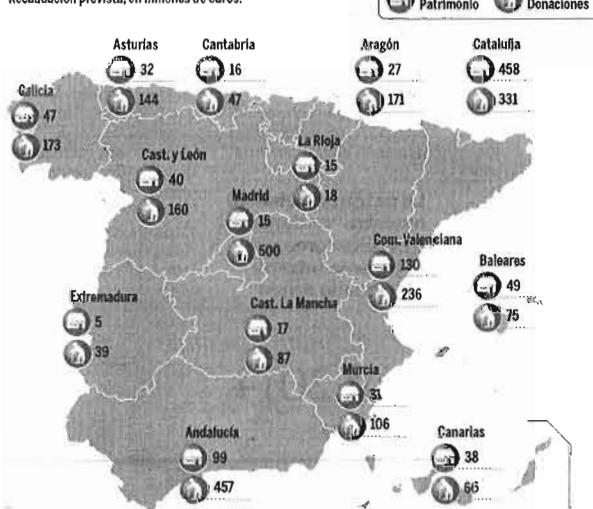 Recaudación prevista, en millones de euros.
Patrimonio Donaciones
Asturias
32
144
Cantabria
16
47
Aragón
27
171
Cataluña
458
331
Galicia
47
173
La Rioja
15
18
Cast. y León
40
160
Madrid
15
500
Com. Valenciana
130
236
Baleares
49
75
Extremadura
5
39
Cast. La Mancha
17
87
Murcia
31
106
Andalucía
99
457
Canarias
38
66